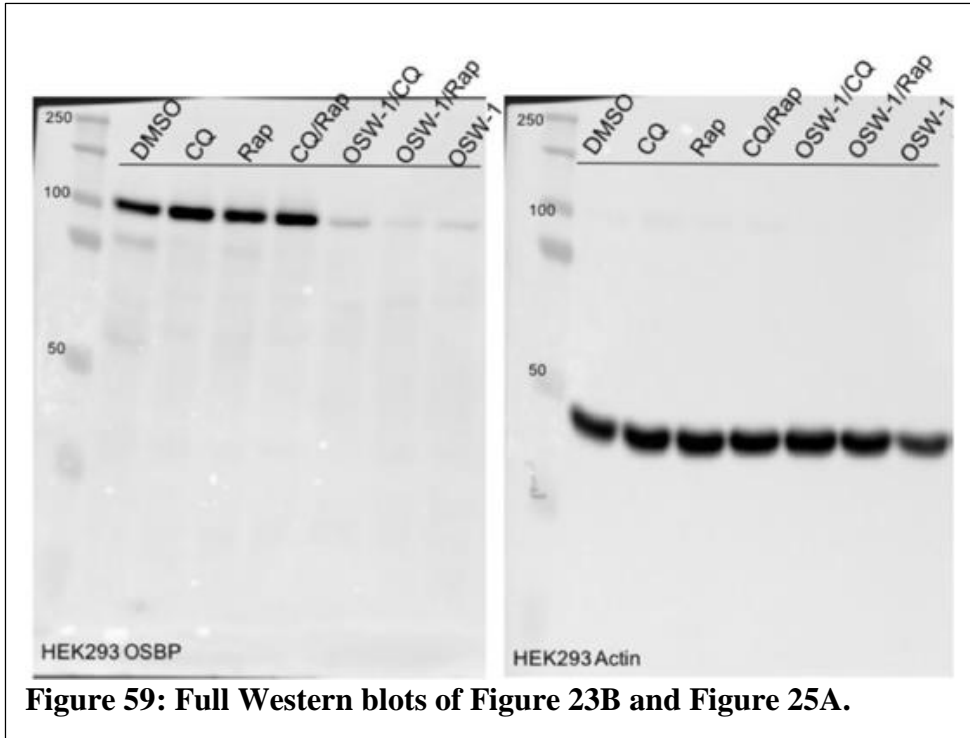 DMSO CQ Rap CQ/Rap OSW-1/CQ OSW-1/Rap OSW-1
250
100
50
HEK293 OSBP
DMSO CQ Rap CQ/Rap OSW-1/CQ OSW-1/Rap OSW-1
250
100
50
HEK293 Actin
Figure 59: Full Western blots of Figure 23B and Figure 25A.